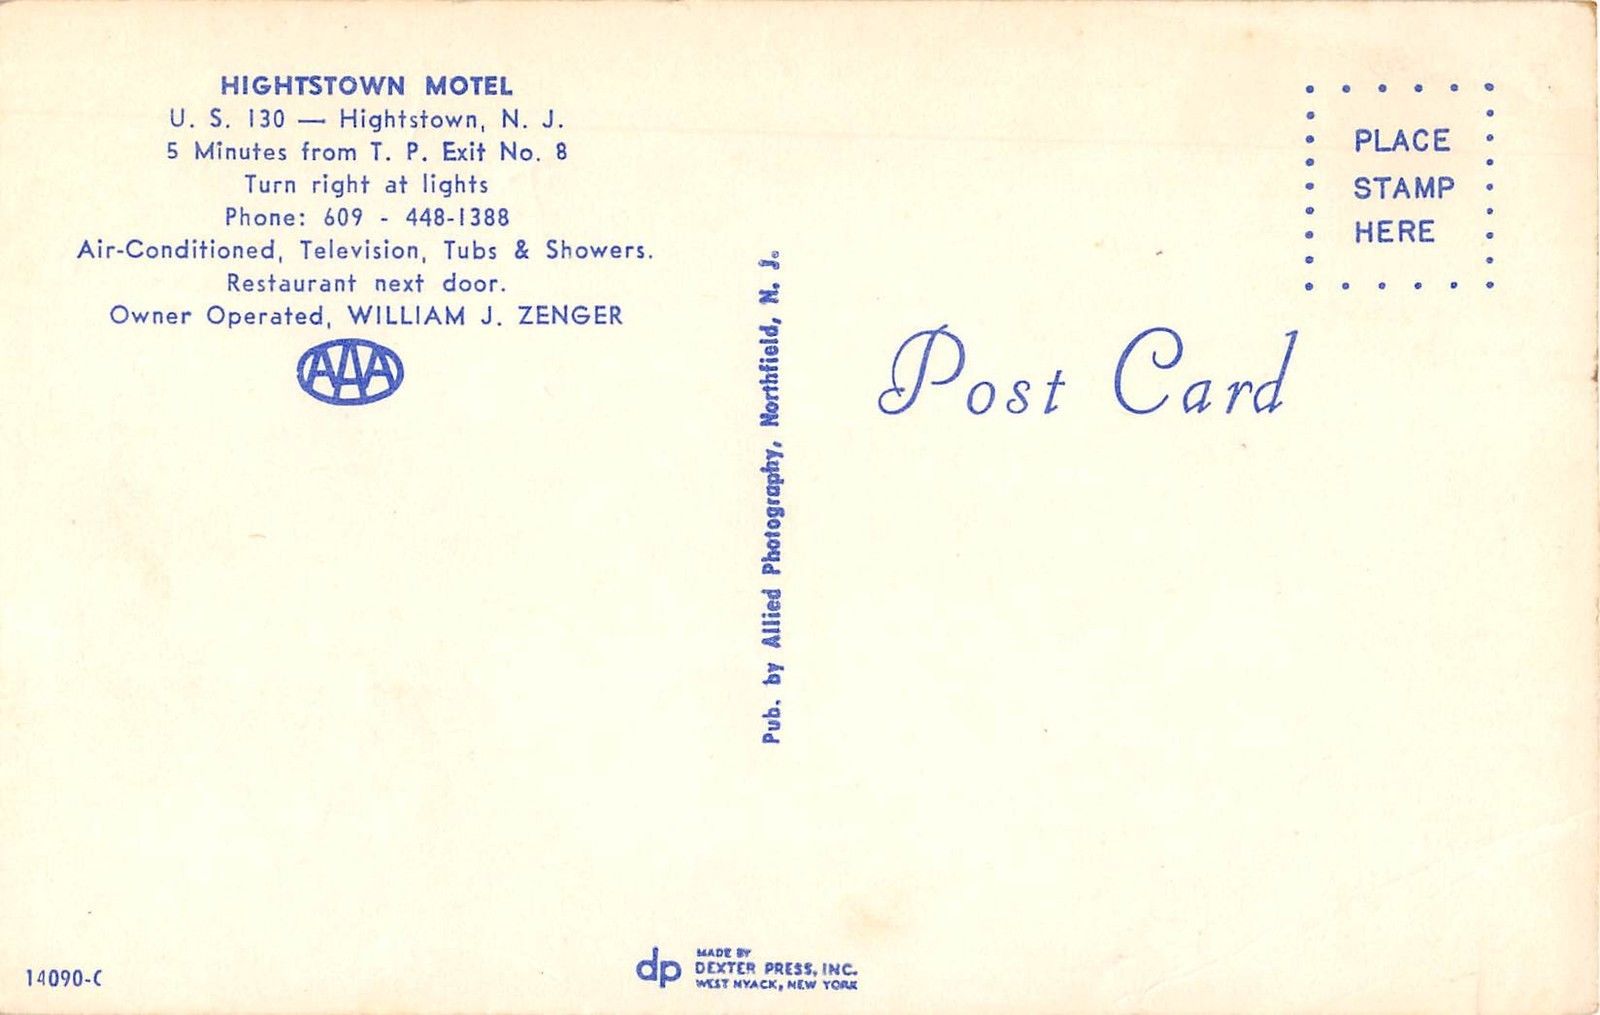 HIGHTSTOWN MOTEL
U. S. 130 — Hightstown, N. J.
5 Minutes from T. P. Exit No. 8
Turn right at lights
Phone: 609 - 448-1388
Air-Conditioned, Television, Tubs & Showers.
Restaurant next door.
Owner Operated, WILLIAM J. ZENGER
AAA
Pub. by Allied Photography, Northfield, N. J.
PLACE
STAMP
HERE
Post Card
14090-C
dp
MADE BY
DEXTER PRESS, INC.
WEST NYACK, NEW YORK